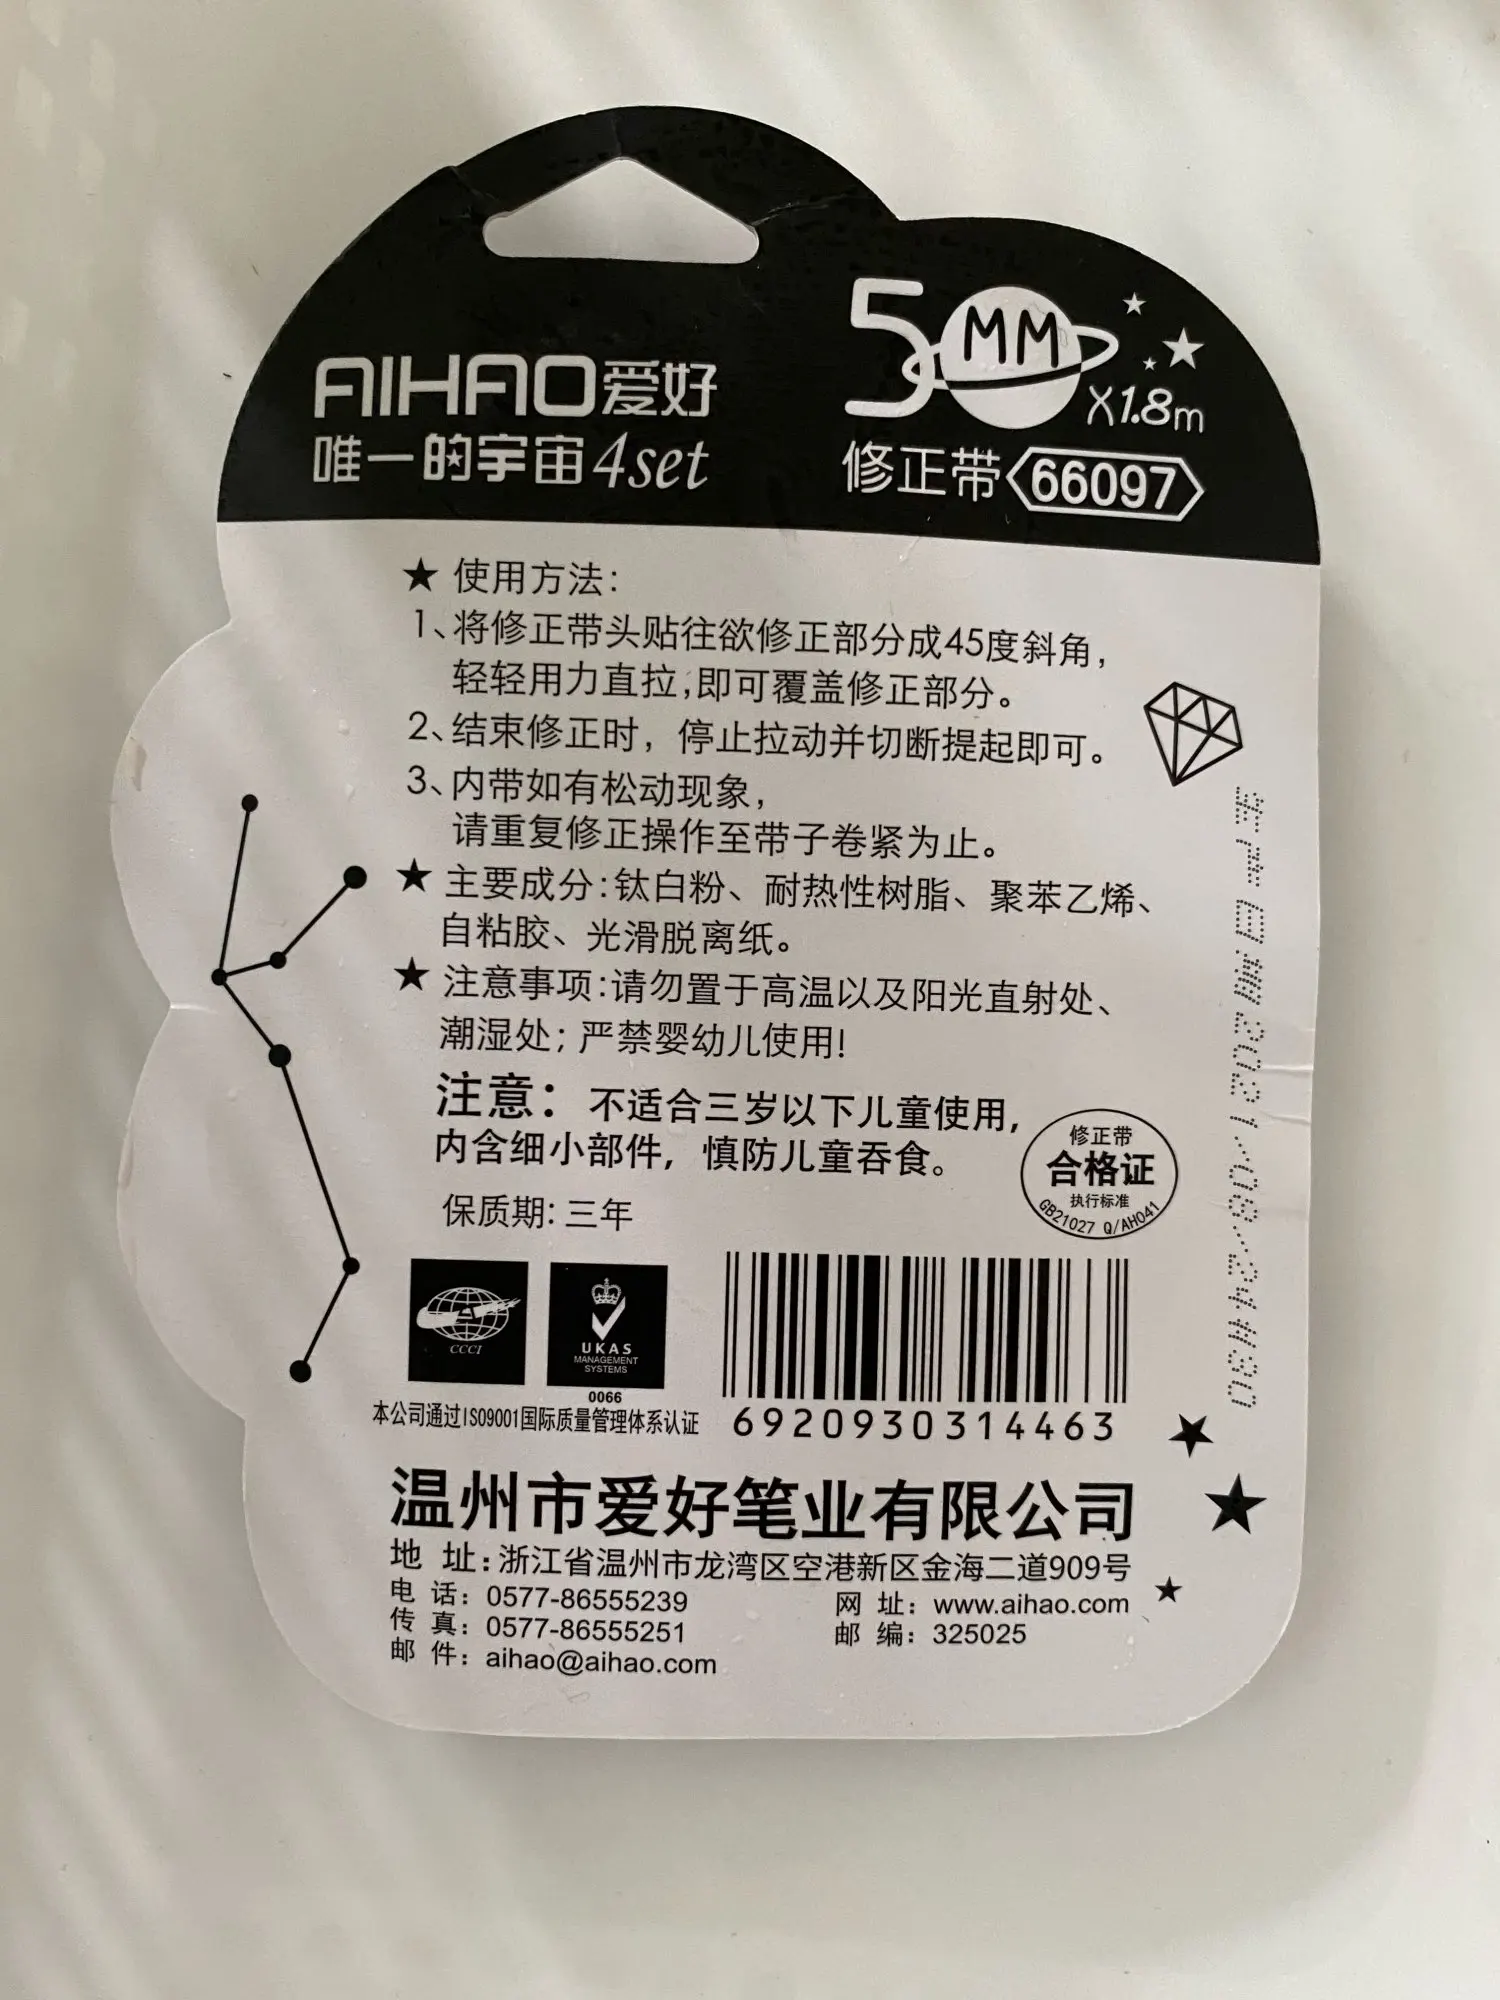 AIHAO爱好
唯一的宇宙4set
50MM
X1.8m
修正带 66097
★ 使用方法:
1、将修正带头贴往欲修正部分成45度斜角,
轻轻用力直拉,即可覆盖修正部分。
2、结束修正时，停止拉动并切断提起即可。
3、内带如有松动现象,
请重复修正操作至带子卷紧为止。
★ 主要成分:钛白粉、耐热性树脂、聚苯乙烯、
自粘胶、光滑脱离纸。
★ 注意事项:请勿置于高温以及阳光直射处、
潮湿处; 严禁婴幼儿使用!
注意： 不适合三岁以下儿童使用,
内含细小部件, 慎防儿童吞食。
保质期: 三年
修正带
合格证
执行标准
GB21027 Q/AH041
CCCI
UKAS
MANAGEMENT
SYSTEMS
0066
本公司通过ISO9001国际质量管理体系认证
6920930314463
温州市爱好笔业有限公司
地 址: 浙江省温州市龙湾区空港新区金海二道909号
电 话: 0577-86555239
网 址: www.aihao.com
传 真: 0577-86555251
邮 编: 325025
邮 件: aihao@aihao.com